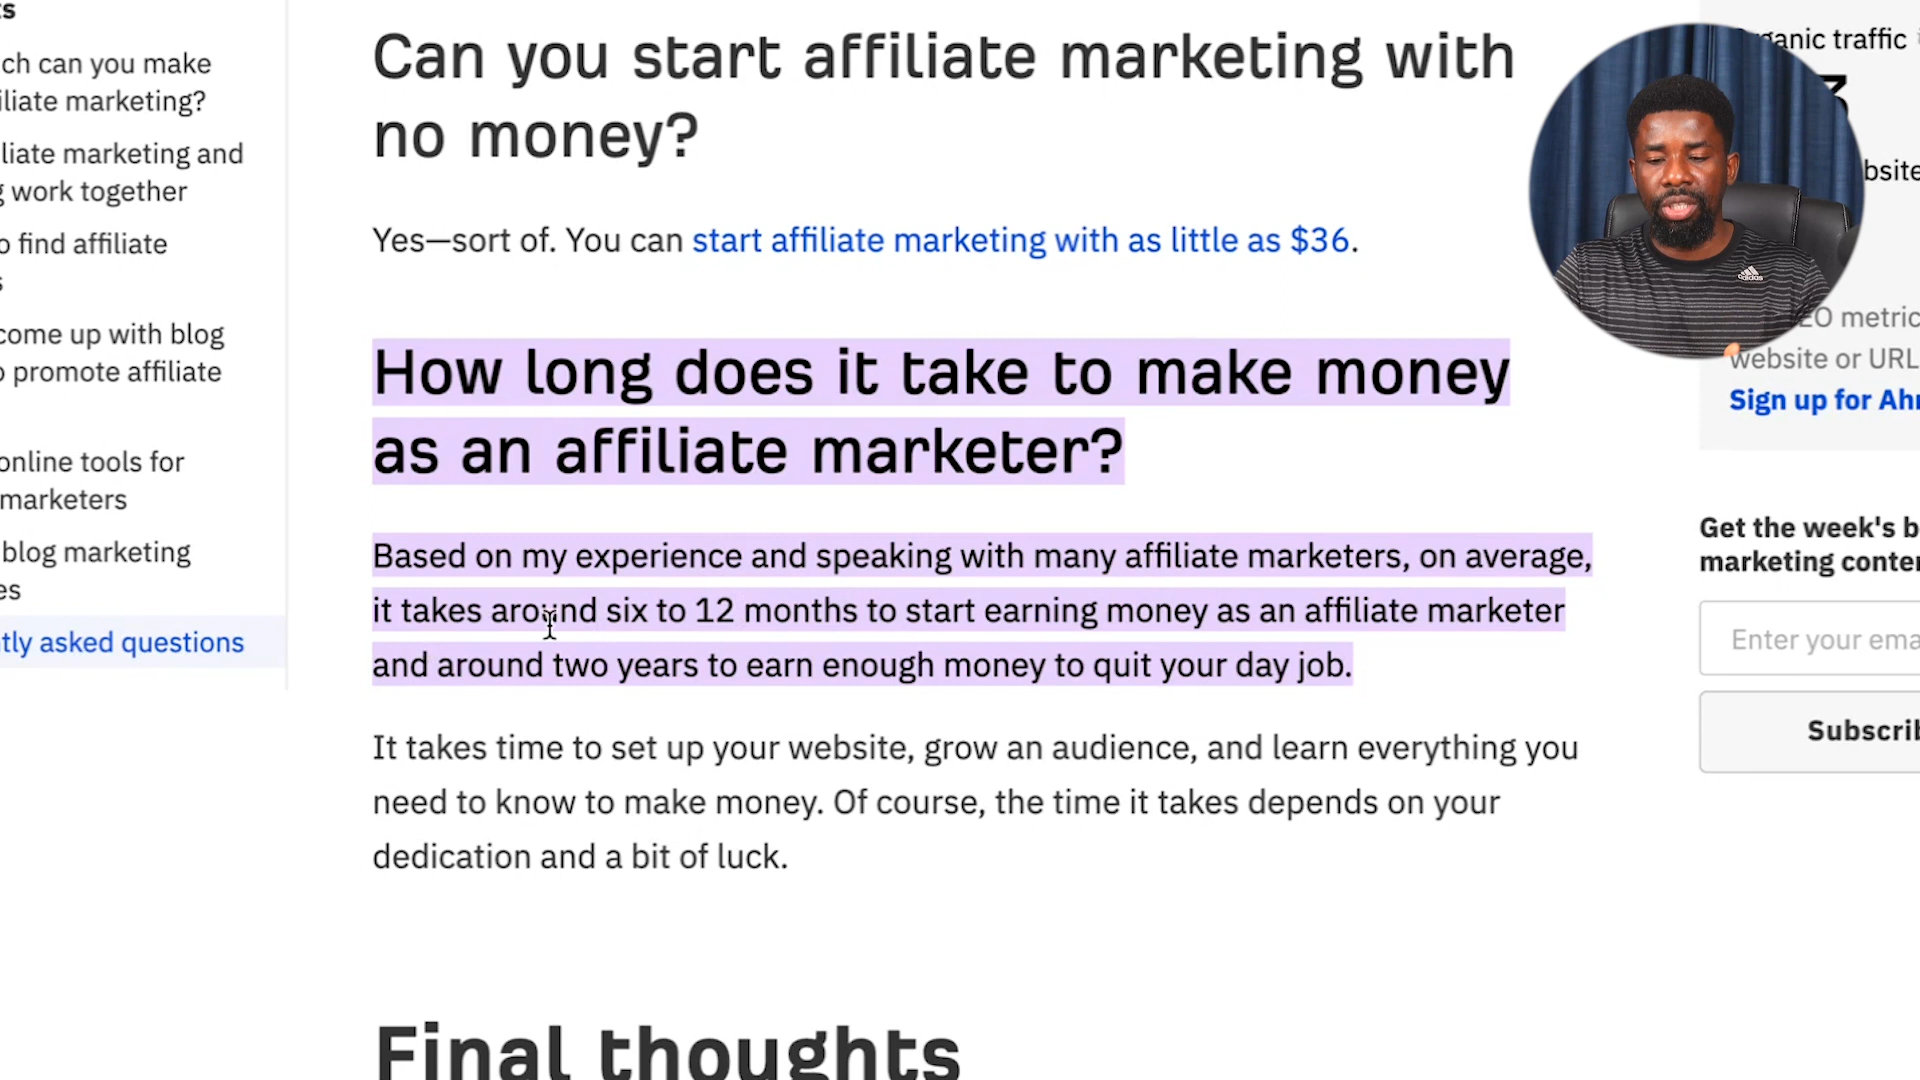 ts
ch can you make
iliate marketing?
liate marketing and
g work together
o find affiliate
s
come up with blog
o promote affiliate
online tools for
marketers
blog marketing
es
tly asked questions
Can you start affiliate marketing with
no money?
Yes—sort of. You can start affiliate marketing with as little as $36.
How long does it take to make money
as an affiliate marketer?
Based on my experience and speaking with many affiliate marketers, on average,
it takes around six to 12 months to start earning money as an affiliate marketer
and around two years to earn enough money to quit your day job.
It takes time to set up your website, grow an audience, and learn everything you
need to know to make money. Of course, the time it takes depends on your
dedication and a bit of luck.
Final thoughts
ganic traffic
3
bsite
adidas
EO metric
website or URL
Sign up for Ahr
Get the week's b
marketing conter
Enter your ema
Subscrib